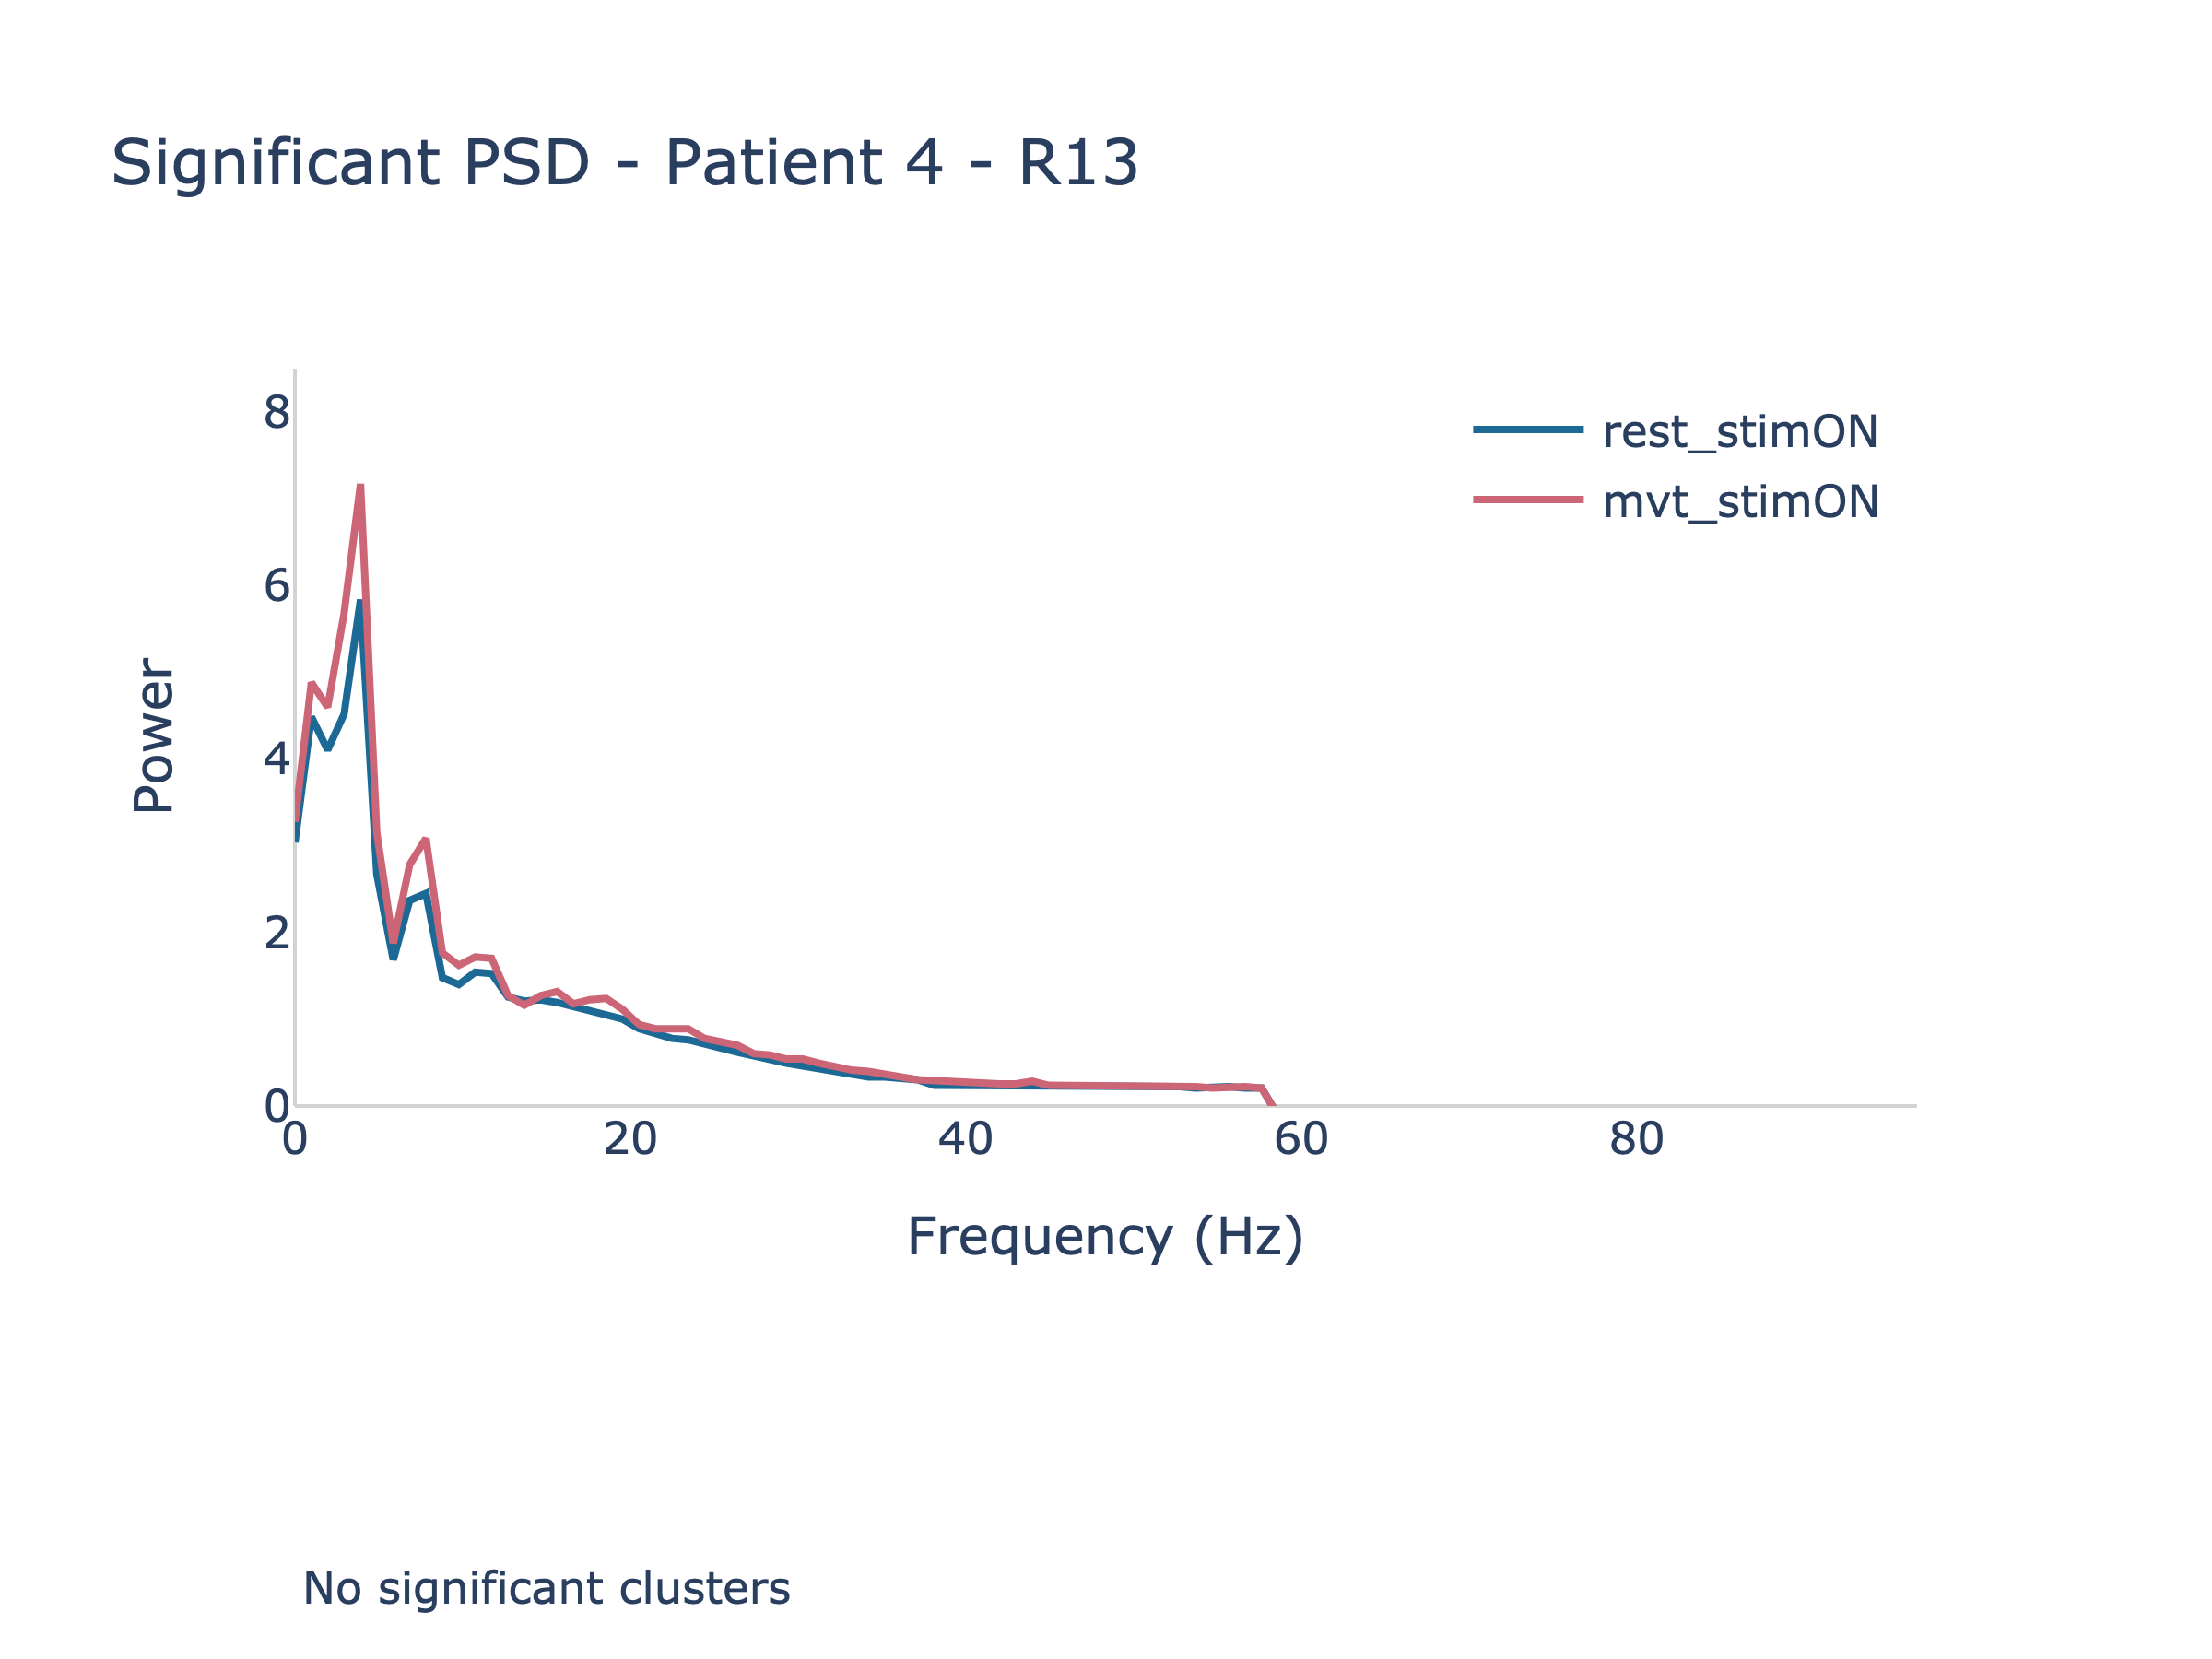 Significant PSD - Patient 4 - R13
8
6
4
2
0
Power
rest_stimON
mvt_stimON
0 20 40 60 80
Frequency (Hz)
No significant clusters